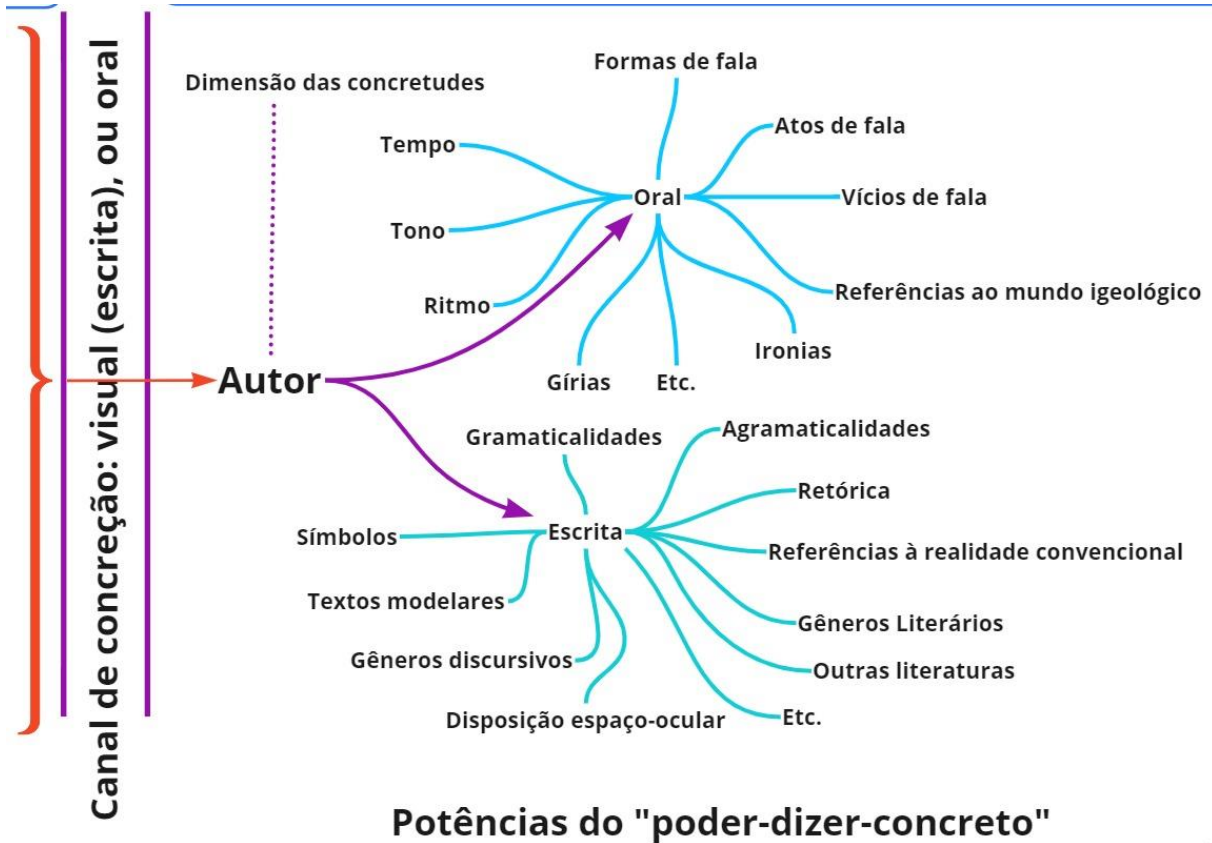 Canal de concreção: visual (escrita), ou oral
Dimensão das concretudes
Autor
Formas de fala
Tempo
Atos de fala
Oral
Vícios de fala
Tono
Ritmo
Referências ao mundo igeológico
Ironias
Gírias
Etc.
Gramaticalidades
Agramaticalidades
Retórica
Símbolos
Escrita
Referências à realidade convencional
Textos modelares
Gêneros Literários
Gêneros discursivos
Outras literaturas
Disposição espaço-ocular
Etc.
Potências do "poder-dizer-concreto"